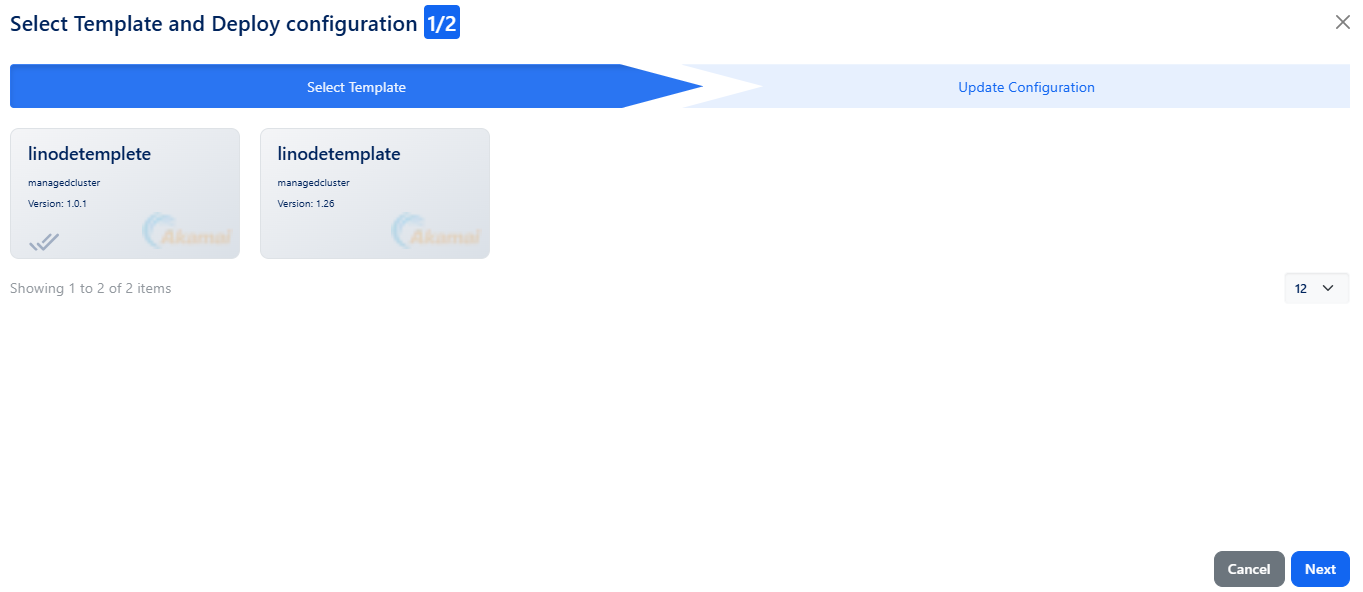 Select Template and Deploy configuration 1/2
Select Template
Update Configuration
linodetemplete
managedcluster
Version: 1.0.1
Akamai
linodetemplate
managedcluster
Version: 1.26
Akamai
Showing 1 to 2 of 2 items
12
Cancel
Next